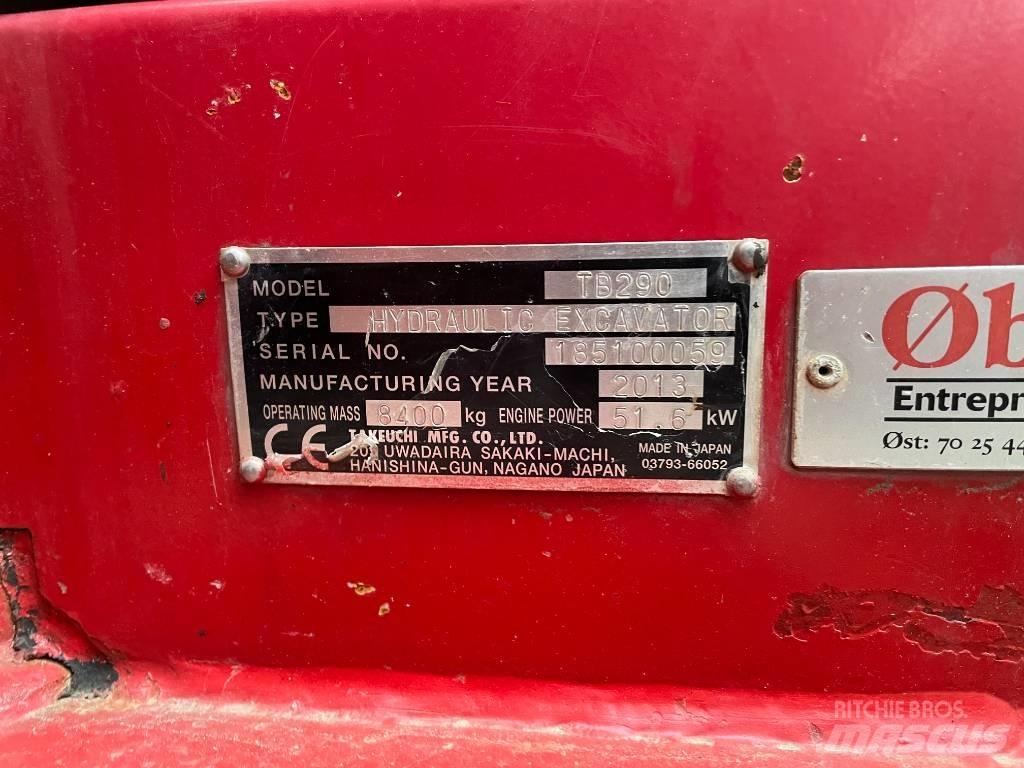 MODEL TB290
TYPE HYDRAULIC EXCAVATOR
SERIAL NO. 185100059
MANUFACTURING YEAR 2013
OPERATING MASS 8400 kg ENGINE POWER 51.6 kW
CE
TAKEUCHI MFG. CO., LTD.
205 UWADAIRA SAKAKI-MACHI,
HANISHINA-GUN, NAGANO JAPAN
MADE IN JAPAN
03793-66052
Øb
Entrepr
Øst: 70 25 44
RITCHIE BROS.
MASCUS